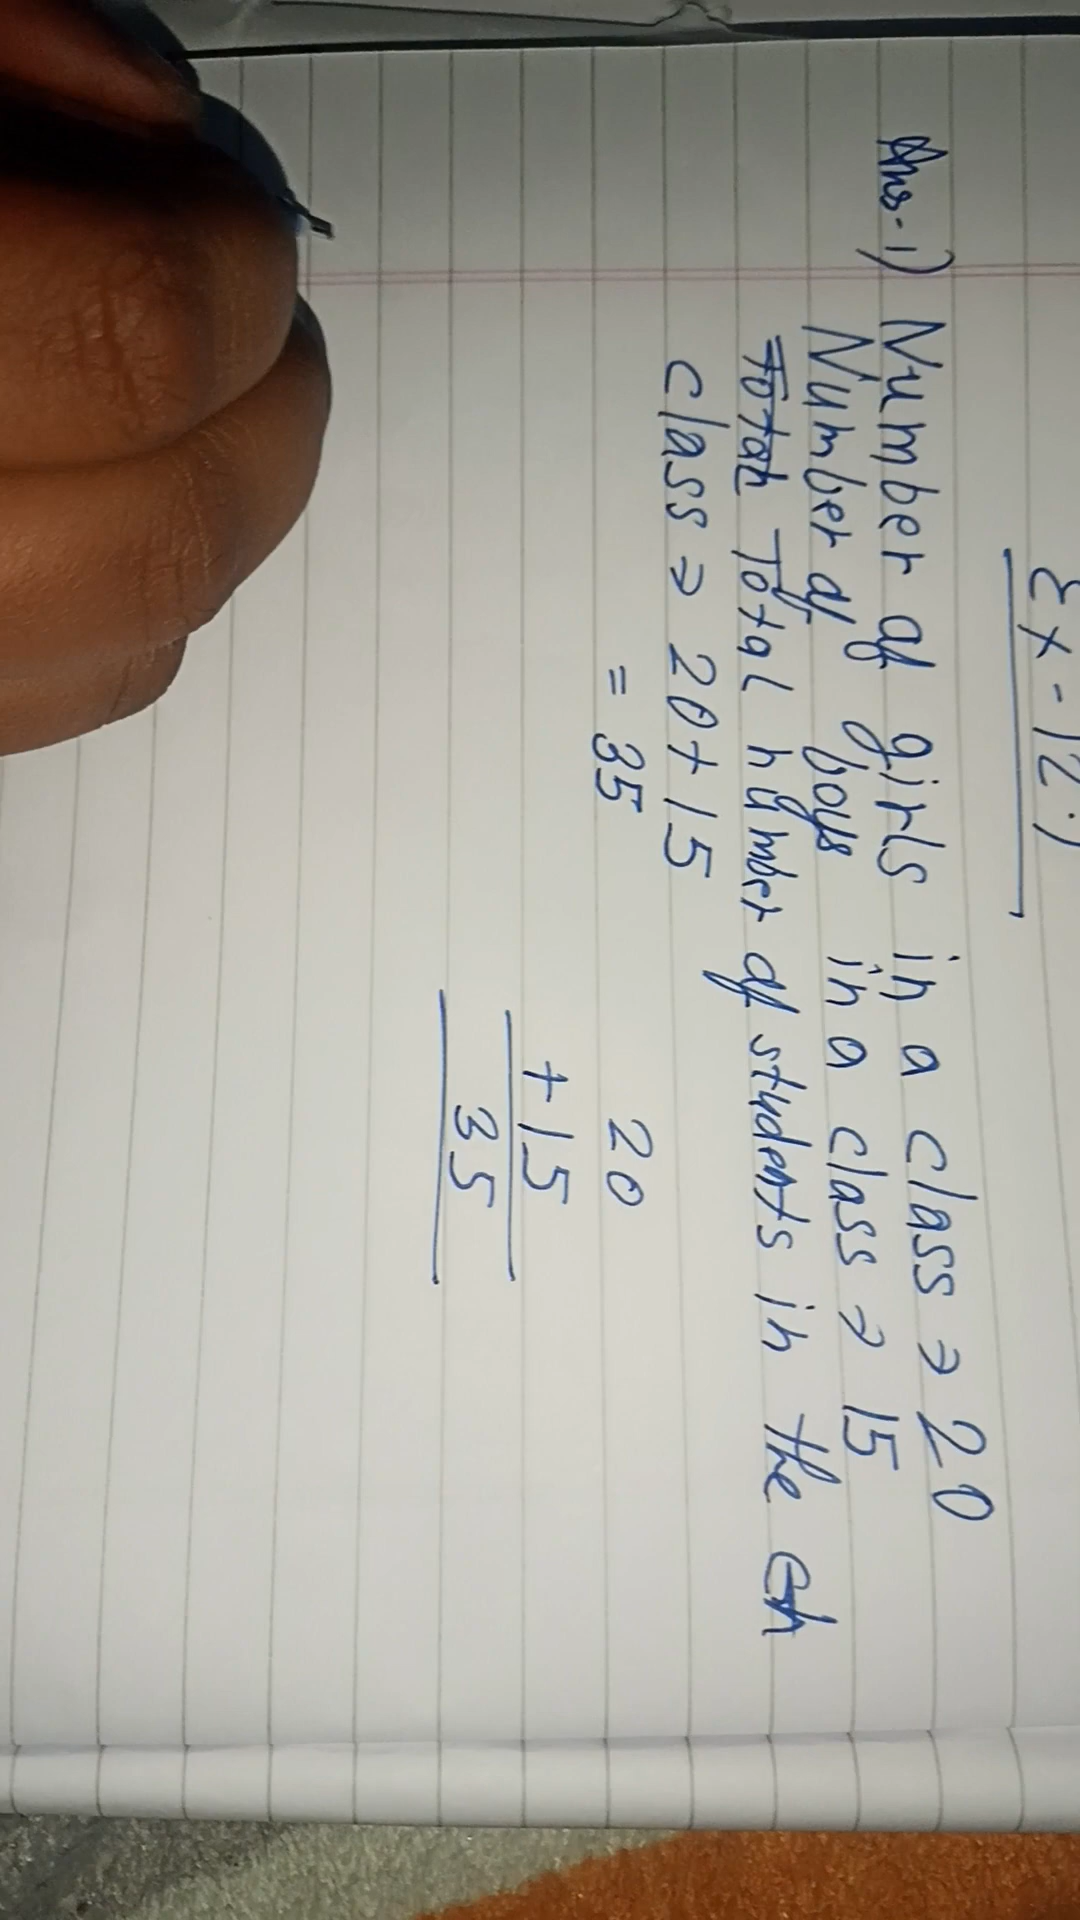 Ex-12.1
Ans-1) Number of girls in a class → 20
Number of boys in a class → 15
Total Total number of students in the
class → 20+15
= 35
20
+15
35